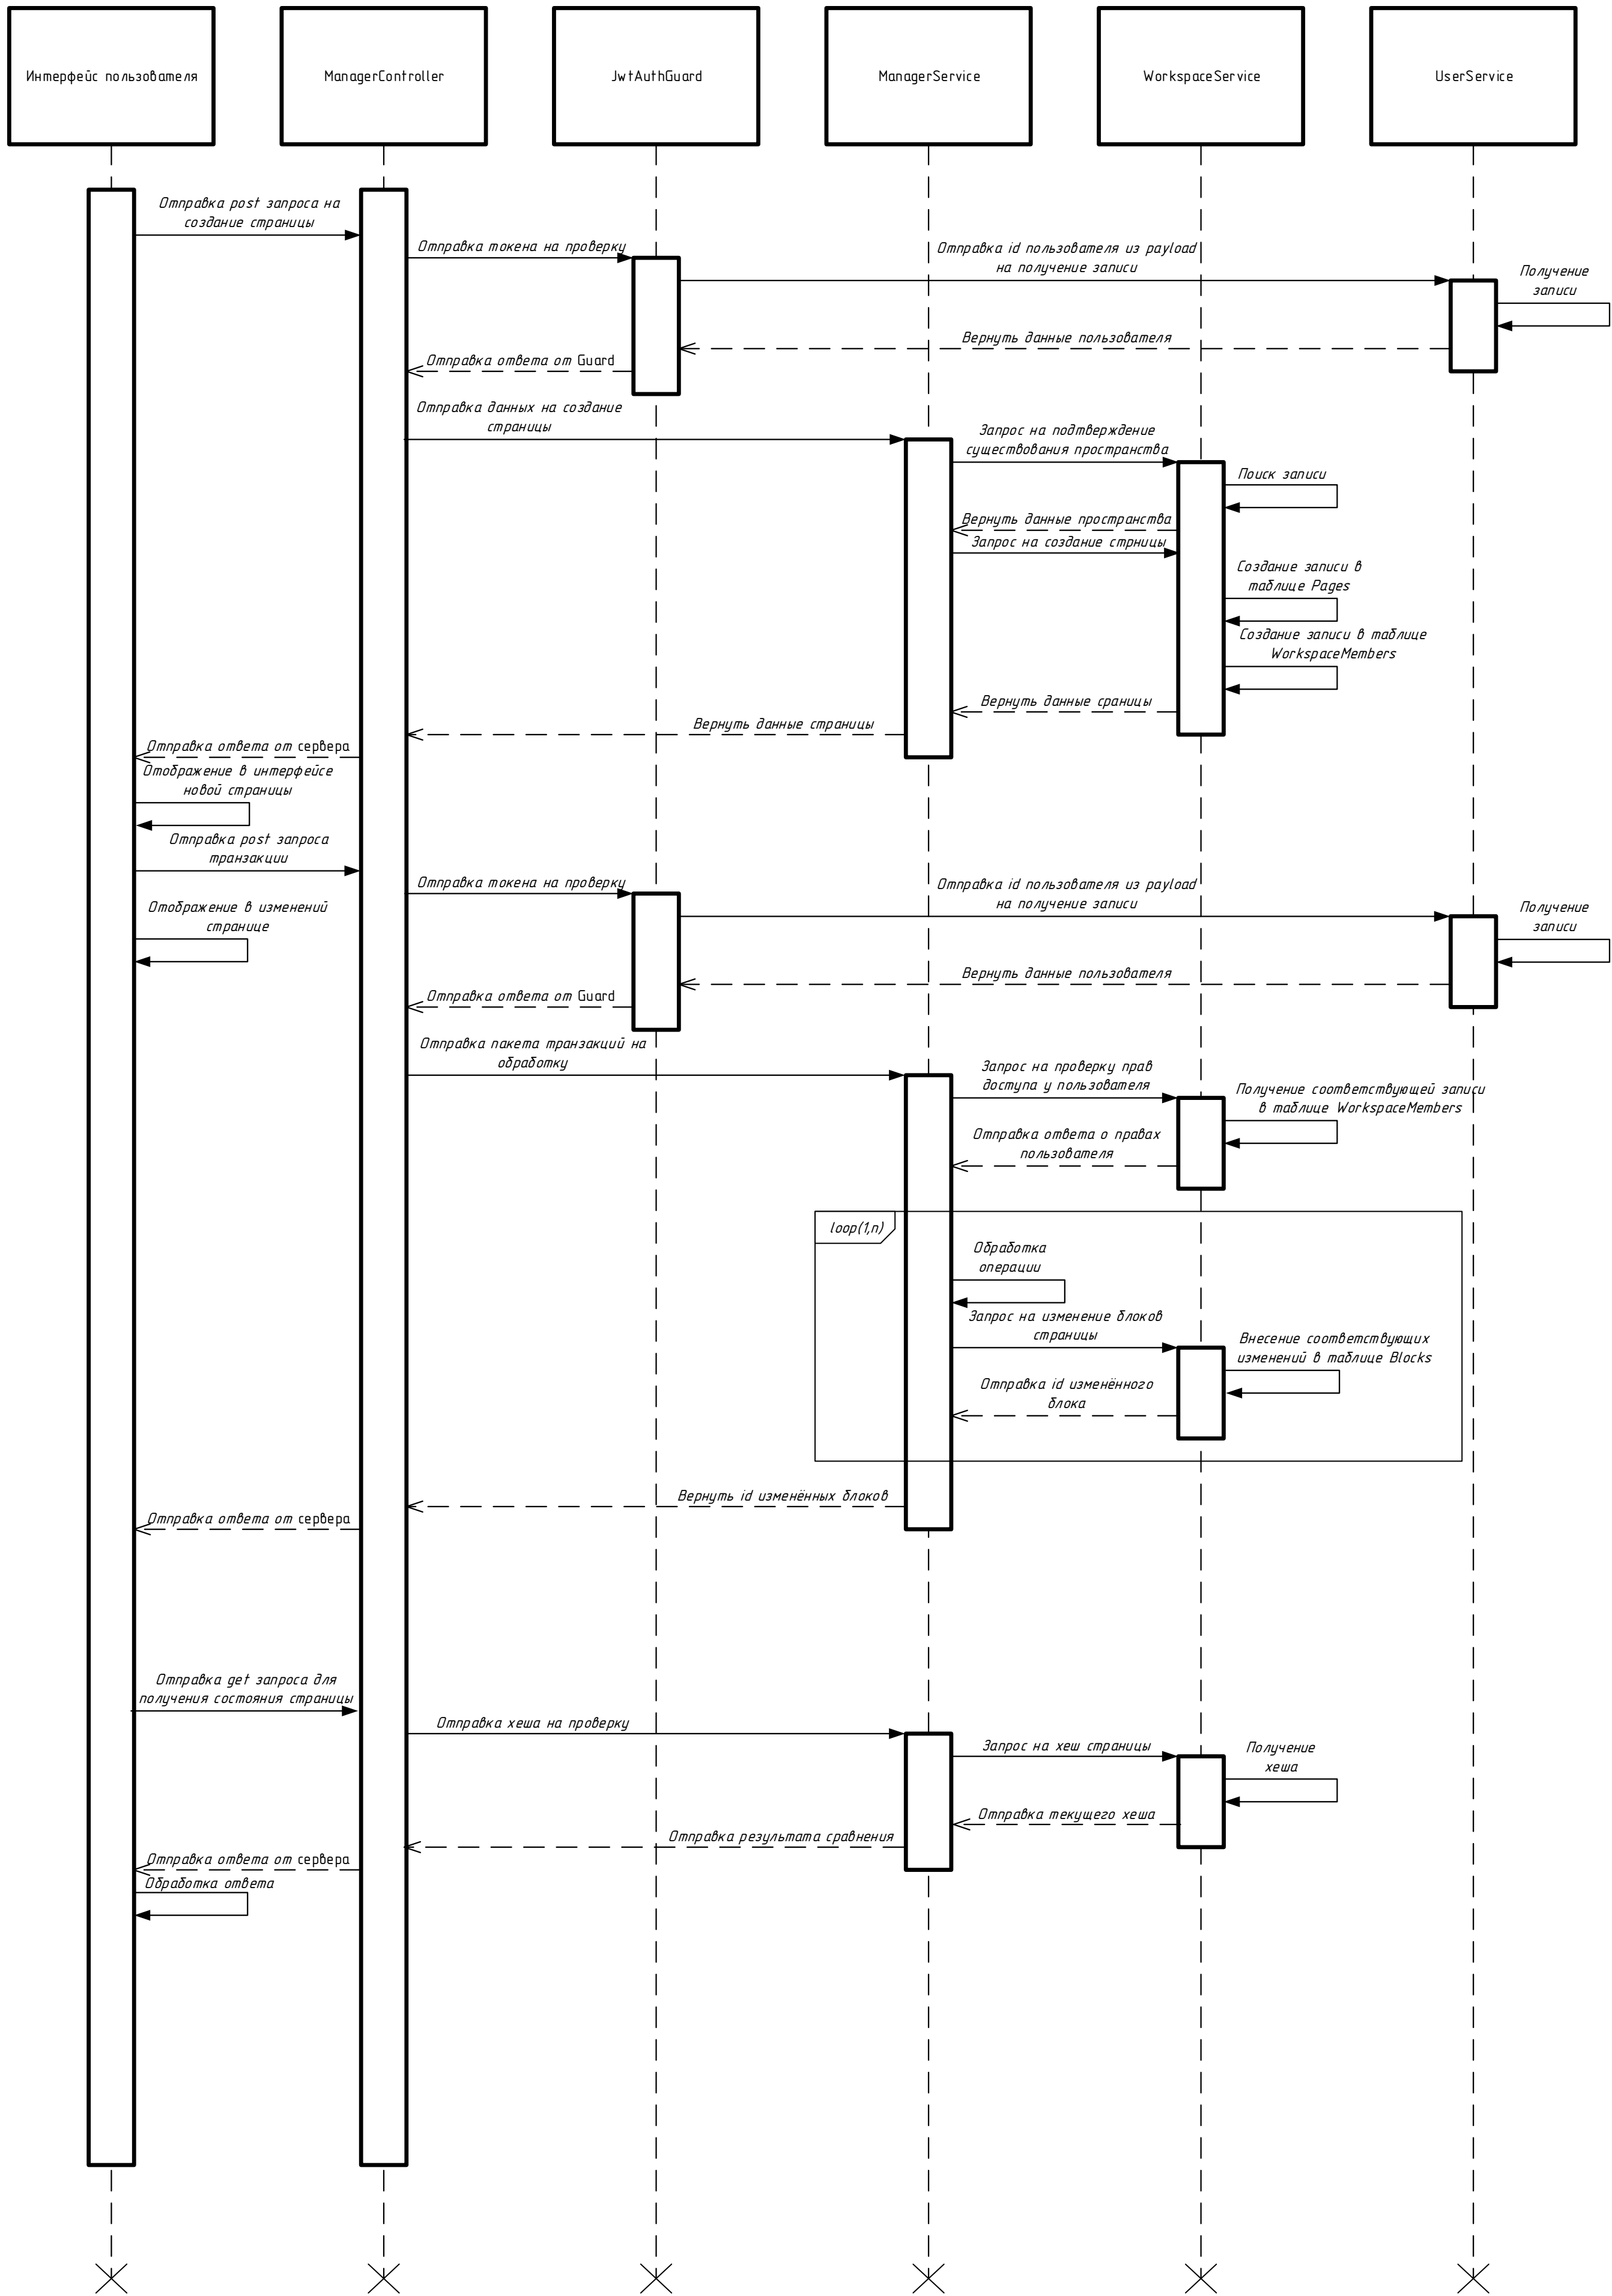 Интерфейс пользователя
ManagerController
JwtAuthGuard
ManagerService
WorkspaceService
UserService
Отправка post запроса на
создание страницы
Отправка токена на проверку
Отправка id пользователя из payload
на получение записи
Получение
записи
Вернуть данные пользователя
Отправка ответа от Guard
Отправка данных на создание
страницы
Запрос на подтверждение
существования пространства
Поиск записи
Вернуть данные пространства
Запрос на создание стрницы
Создание записи в
таблице Pages
Создание записи в таблице
WorkspaceMembers
Вернуть данные сраницы
Вернуть данные страницы
Отправка ответа от сервера
Отображение в интерфейсе
новой страницы
Отправка post запроса
транзакции
Отправка токена на проверку
Отправка id пользователя из payload
на получение записи
Отображение в изменений
странице
Получение
записи
Вернуть данные пользователя
Отправка ответа от Guard
Отправка пакета транзакций на
обработку
Запрос на проверку прав
доступа у пользователя
Получение соответствующей записи
в таблице WorkspaceMembers
Отправка ответа о правах
пользователя
loop(1,n)
Обработка
операции
Запрос на изменение блоков
страницы
Внесение соответствующих
изменений в таблице Blocks
Отправка id изменённого
блока
Вернуть id изменённых блоков
Отправка ответа от сервера
Отправка get запроса для
получения состояния страницы
Отправка хеша на проверку
Запрос на хеш страницы
Получение
хеша
Отправка текущего хеша
Отправка результата сравнения
Отправка ответа от сервера
Обработка ответа